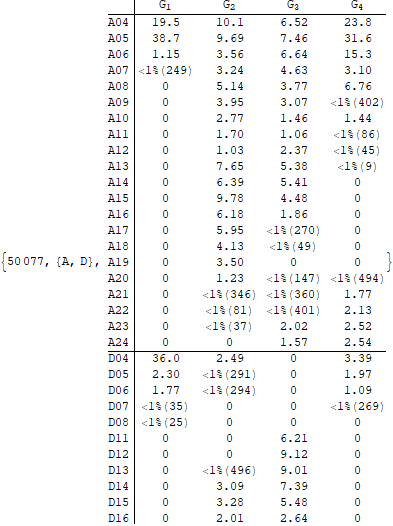 G1 G2 G3 G4
A04 19.5 10.1 6.52 23.8
A05 38.7 9.69 7.46 31.6
A06 1.15 3.56 6.64 15.3
A07 <1%(249) 3.24 4.63 3.10
A08 0 5.14 3.77 6.76
A09 0 3.95 3.07 <1%(402)
A10 0 2.77 1.46 1.44
A11 0 1.70 1.06 <1%(86)
A12 0 1.03 2.37 <1%(45)
A13 0 7.65 5.38 <1%(9)
A14 0 6.39 5.41 0
A15 0 9.78 4.48 0
A16 0 6.18 1.86 0
A17 0 5.95 <1%(270) 0
A18 0 4.13 <1%(49) 0
{50077, {A, D}, A19 0 3.50 0 0 }
A20 0 1.23 <1%(147) <1%(494)
A21 0 <1%(346) <1%(360) 1.77
A22 0 <1%(81) <1%(401) 2.13
A23 0 <1%(37) 2.02 2.52
A24 0 0 1.57 2.54
D04 36.0 2.49 0 3.39
D05 2.30 <1%(291) 0 1.97
D06 1.77 <1%(294) 0 1.09
D07 <1%(35) 0 0 <1%(269)
D08 <1%(25) 0 0 0
D11 0 0 6.21 0
D12 0 0 9.12 0
D13 0 <1%(496) 9.01 0
D14 0 3.09 7.39 0
D15 0 3.28 5.48 0
D16 0 2.01 2.64 0